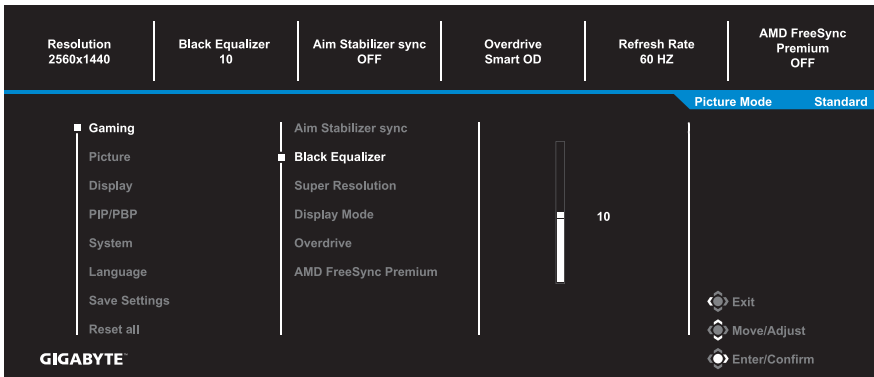 Resolution
2560x1440
Black Equalizer
10
Aim Stabilizer sync
OFF
Overdrive
Smart OD
Refresh Rate
60 HZ
AMD FreeSync
Premium
OFF
Picture Mode Standard
Gaming
Picture
Display
PIP/PBP
System
Language
Save Settings
Reset all
Aim Stabilizer sync
Black Equalizer
Super Resolution
Display Mode
Overdrive
AMD FreeSync Premium
10
Exit
Move/Adjust
Enter/Confirm
GIGABYTE™